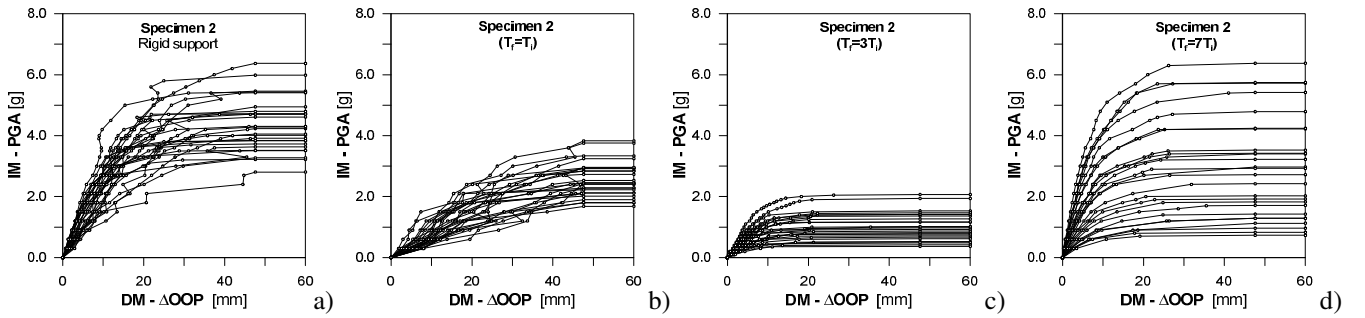 Specimen 2
Rigid support
IM - PGA [g]
8.0
6.0
4.0
2.0
0.0
0
20
40
60
DM - ΔOOP [mm]
a)
Specimen 2
(Tf=Ti)
IM - PGA [g]
8.0
6.0
4.0
2.0
0.0
0
20
40
60
DM - ΔOOP [mm]
b)
Specimen 2
(Tf=3Ti)
IM - PGA [g]
8.0
6.0
4.0
2.0
0.0
0
20
40
60
DM - ΔOOP [mm]
c)
Specimen 2
(Tf=7Ti)
IM - PGA [g]
8.0
6.0
4.0
2.0
0.0
0
20
40
60
DM - ΔOOP [mm]
d)